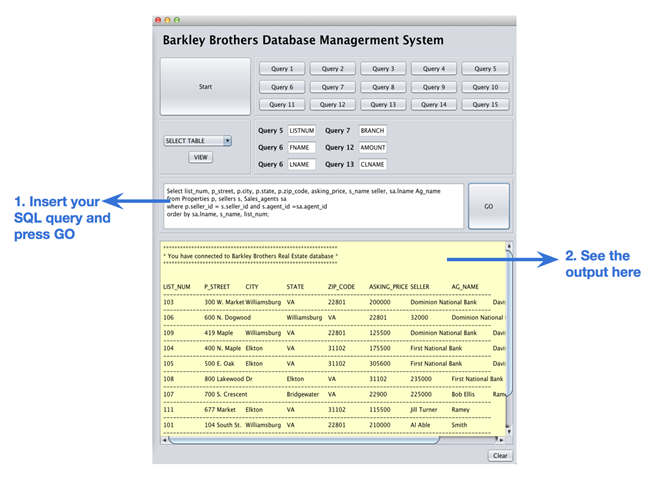 Barkley Brothers Database Managerment System
Start
Query 1 Query 2 Query 3 Query 4 Query 5
Query 6 Query 7 Query 8 Query 9 Query 10
Query 11 Query 12 Query 13 Query 14 Query 15
SELECT TABLE
VIEW
Query 5 LISTNUM Query 7 BRANCH
Query 6 FNAME Query 12 AMOUNT
Query 6 LNAME Query 13 CLNAME
1. Insert your
SQL query and
press GO
Select list_num, p_street, p.city, p.state, p.zip_code, asking_price, s_name seller, sa.lname Ag_name
from Properties p, sellers s, Sales_agents sa
where p.seller_id = s.seller_id and s.agent_id =sa.agent_id
order by sa.lname, s_name, list_num;
GO
2. See the
output here
* You have connected to Barkley Brothers Real Estate database *
LIST_NUM P_STREET CITY STATE ZIP_CODE ASKING_PRICE SELLER AG_NAME
103 300 W. Market Williamsburg VA 22801 200000 Dominion National Bank Davi
106 600 N. Dogwood Williamsburg VA 22801 32000 Dominion National
109 419 Maple Williamsburg VA 22801 125500 Dominion National Bank Davi
104 400 N. Maple Elkton VA 31102 175500 First National Bank Davi
105 500 E. Oak Elkton VA 31102 305600 First National Bank Davi
108 800 Lakewood Dr Elkton VA 31102 235000 First National Bank
107 700 S. Crescent Bridgewater VA 22900 225000 Bob Ellis Ram
111 677 Market Elkton VA 31102 115500 Jill Turner Ramey
101 104 South St. Williamsburg VA 22801 210000 Al Able Smith
Clear